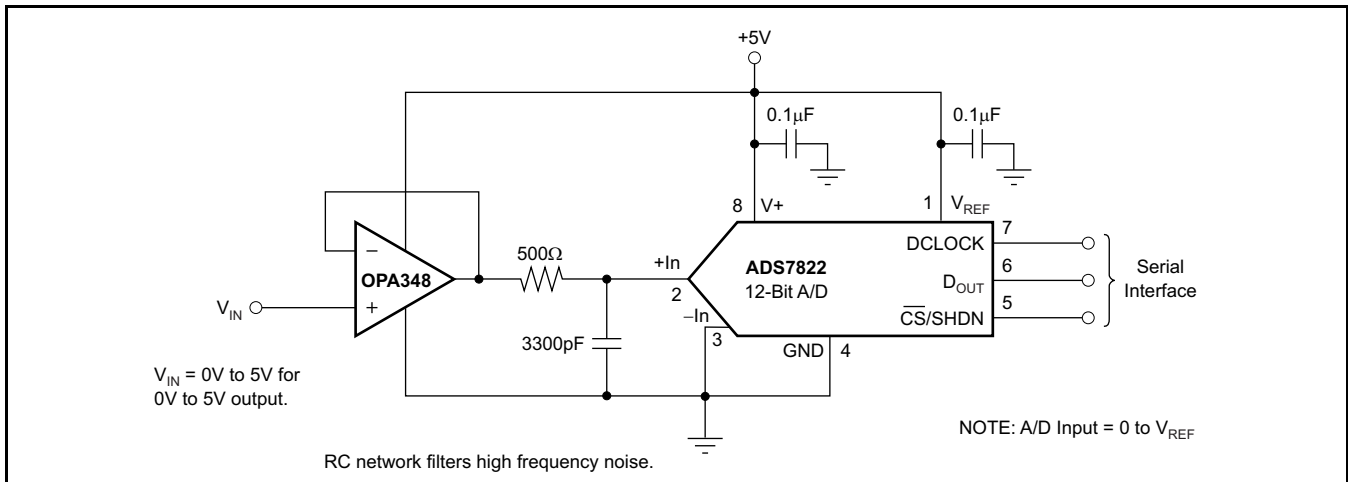 +5V
0.1μF
0.1μF
8
V+
1
V_REF
7
DCLOCK
500Ω
+In
ADS7822
6
OPA348
12-Bit A/D
D_OUT
Serial
Interface
2
−
5
V_IN
+
−In
C̅S̅/SHDN
3
3300pF
GND
4
V_IN = 0V to 5V for
0V to 5V output.
NOTE: A/D Input = 0 to V_REF
RC network filters high frequency noise.